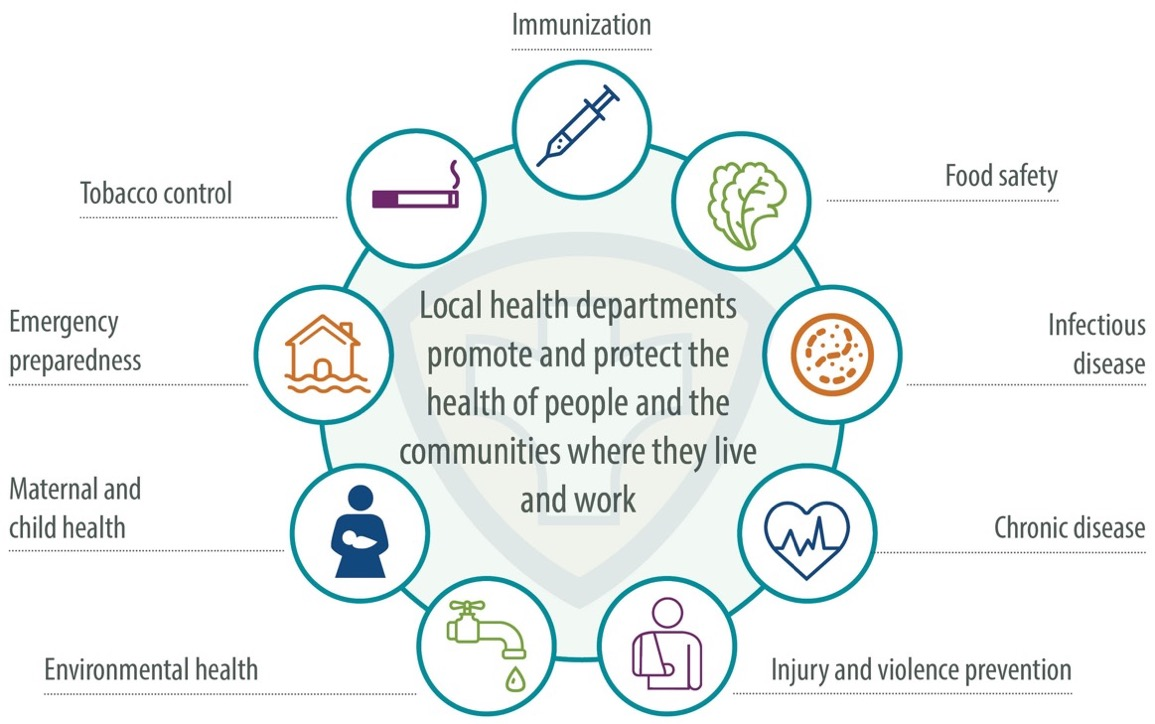 Immunization
Tobacco control
Food safety
Emergency
preparedness
Infectious
disease
Local health departments
promote and protect the
health of people and the
communities where they live
and work
Maternal and
child health
Chronic disease
Environmental health
Injury and violence prevention